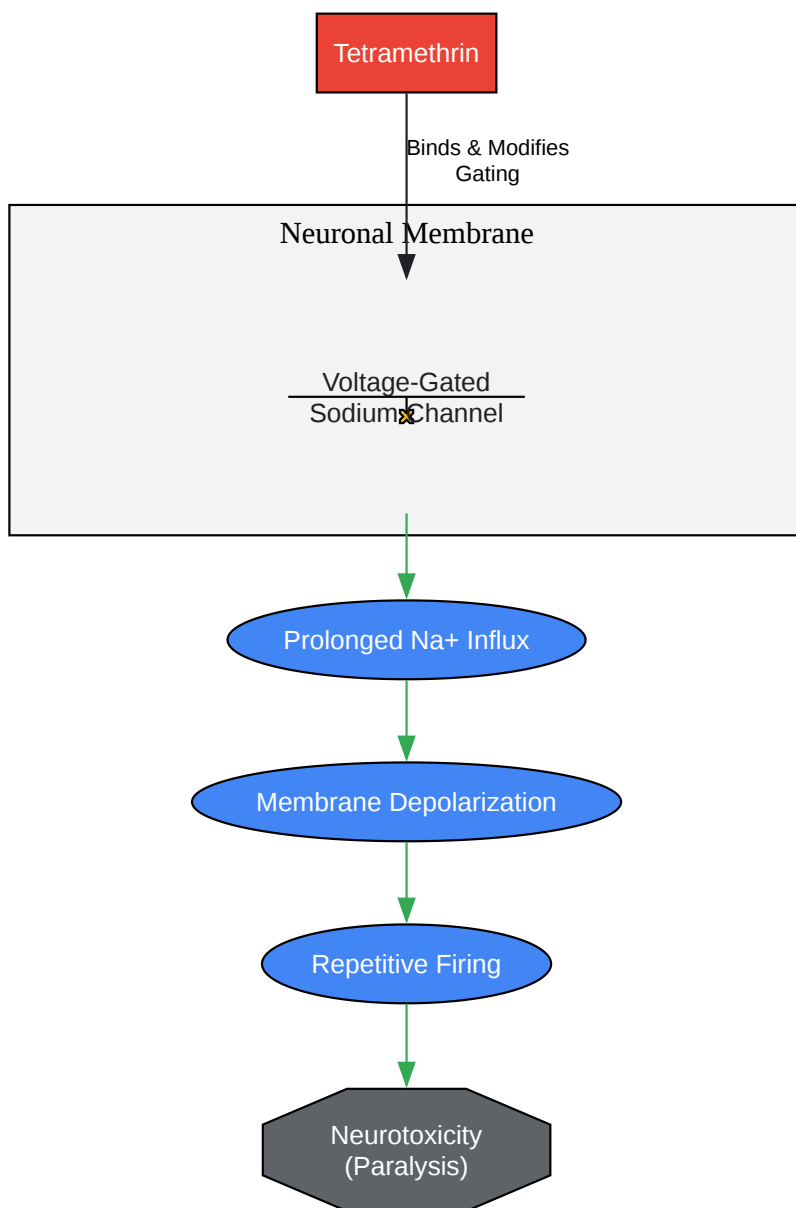 Tetramethrin
Binds & Modifies
Gating
Neuronal Membrane
Voltage-Gated
Sodium Channel
Prolonged Na+ Influx
Membrane Depolarization
Repetitive Firing
Neurotoxicity
(Paralysis)